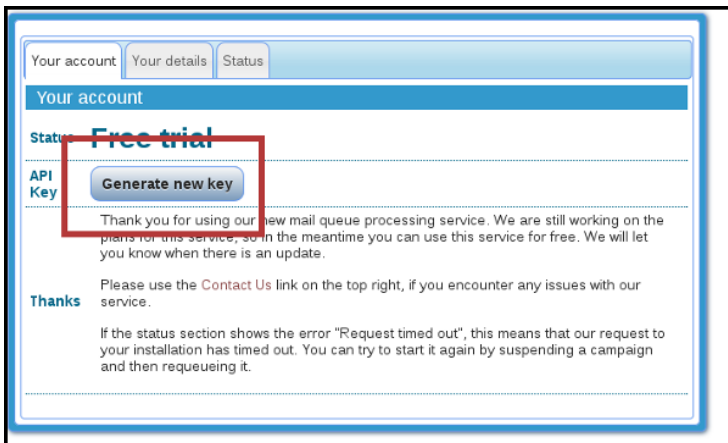 Your account Your details Status
Your account
Status Free trial
API
Key
Generate new key
Thank you for using our new mail queue processing service. We are still working on the
plans for this service, so in the meantime you can use this service for free. We will let
you know when there is an update.
Please use the Contact Us link on the top right, if you encounter any issues with our
service.
Thanks
If the status section shows the error "Request timed out", this means that our request to
your installation has timed out. You can try to start it again by suspending a campaign
and then requeueing it.